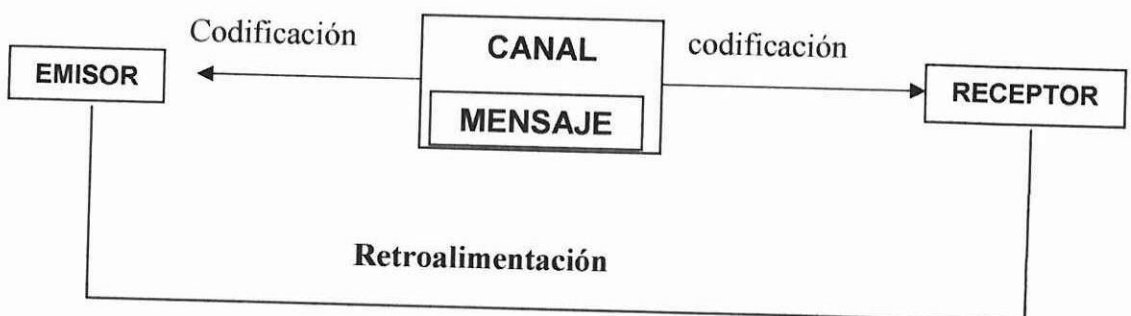 Codificación
CANAL
codificación
EMISOR
RECEPTOR
MENSAJE
Retroalimentación